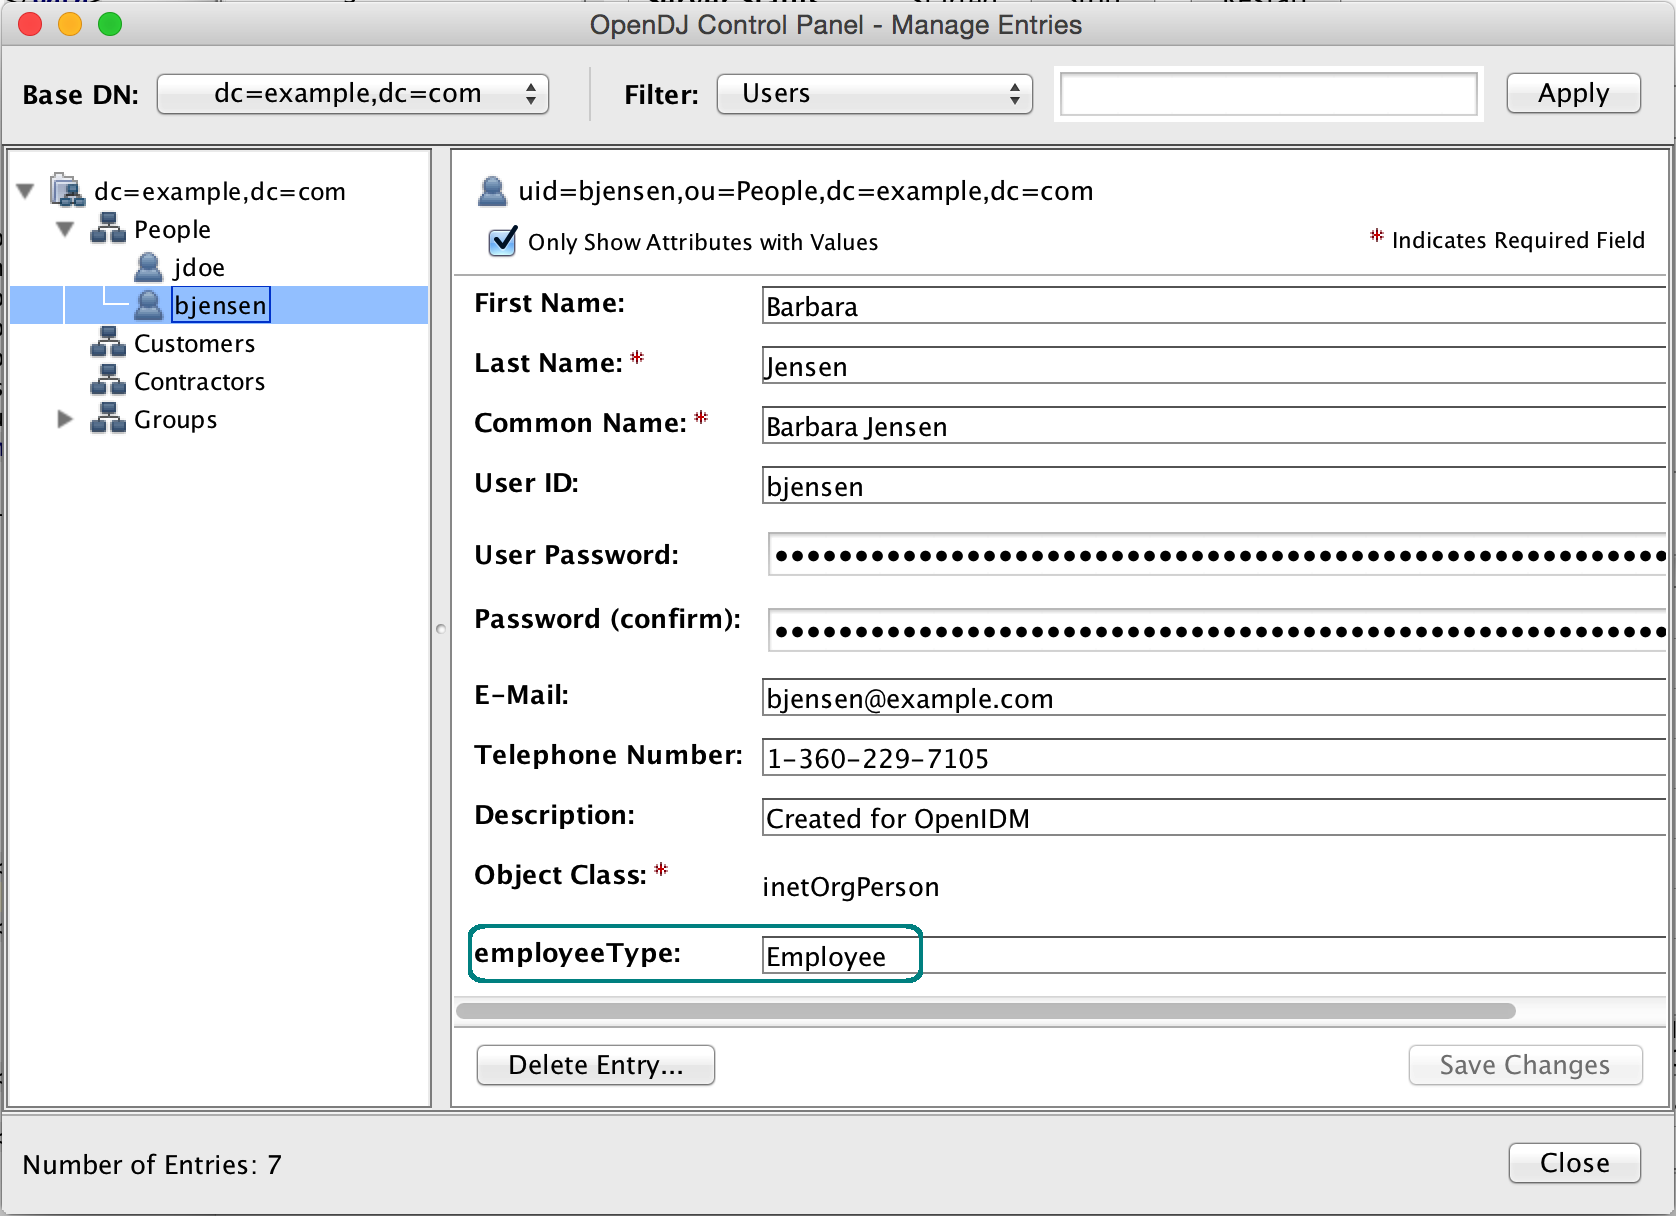 OpenDJ Control Panel - Manage Entries
Base DN: dc=example,dc=com Filter: Users Apply
dc=example,dc=com
People
jdoe
bjensen
Customers
Contractors
Groups
uid=bjensen,ou=People,dc=example,dc=com
Only Show Attributes with Values * Indicates Required Field
First Name: Barbara
Last Name: * Jensen
Common Name: * Barbara Jensen
User ID: bjensen
User Password: ••••••••••••••••••••••••••••••••••••••••••••••••••••••••
Password (confirm): ••••••••••••••••••••••••••••••••••••••••••••••••••••••••
E-Mail: bjensen@example.com
Telephone Number: 1-360-229-7105
Description: Created for OpenIDM
Object Class: * inetOrgPerson
employeeType: Employee
Delete Entry... Save Changes
Number of Entries: 7 Close